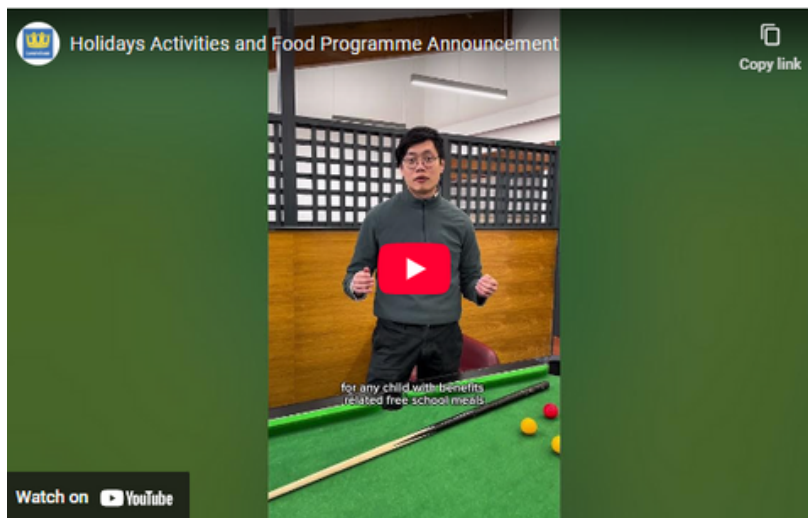 Holidays Activities and Food Programme Announcement
Copy link
for any child with benefits
related free school meals
Watch on YouTube